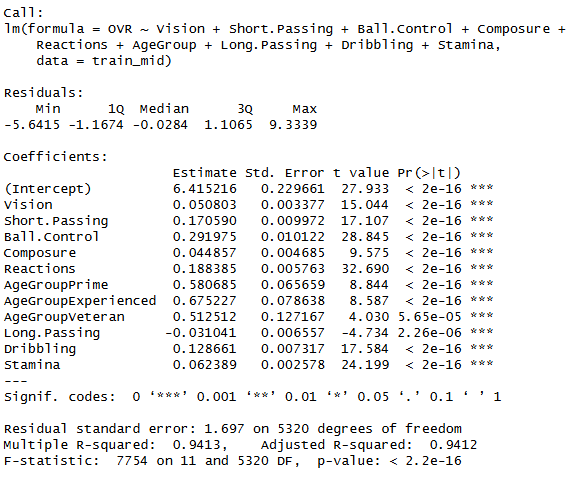 Call:
lm(formula = OVR ~ Vision + Short.Passing + Ball.Control + Composure +
    Reactions + AgeGroup + Long.Passing + Dribbling + Stamina,
    data = train_mid)
Residuals:
    Min      1Q  Median      3Q     Max
-5.6415 -1.1674 -0.0284  1.1065  9.3339
Coefficients:
                     Estimate Std. Error t value Pr(>|t|)
(Intercept)          6.415216   0.229661  27.933  < 2e-16 ***
Vision               0.050803   0.003377  15.044  < 2e-16 ***
Short.Passing        0.170590   0.009972  17.107  < 2e-16 ***
Ball.Control         0.291975   0.010122  28.845  < 2e-16 ***
Composure            0.044857   0.004685   9.575  < 2e-16 ***
Reactions            0.188385   0.005763  32.690  < 2e-16 ***
AgeGroupPrime        0.580685   0.065659   8.844  < 2e-16 ***
AgeGroupExperienced  0.675227   0.078638   8.587  < 2e-16 ***
AgeGroupVeteran      0.512512   0.127167   4.030 5.65e-05 ***
Long.Passing        -0.031041   0.006557  -4.734 2.26e-06 ***
Dribbling            0.128661   0.007317  17.584  < 2e-16 ***
Stamina              0.062389   0.002578  24.199  < 2e-16 ***
---
Signif. codes:  0 ‘***’ 0.001 ‘**’ 0.01 ‘*’ 0.05 ‘.’ 0.1 ‘ ’ 1
Residual standard error: 1.697 on 5320 degrees of freedom
Multiple R-squared:  0.9413,    Adjusted R-squared:  0.9412
F-statistic:  7754 on 11 and 5320 DF,  p-value: < 2.2e-16